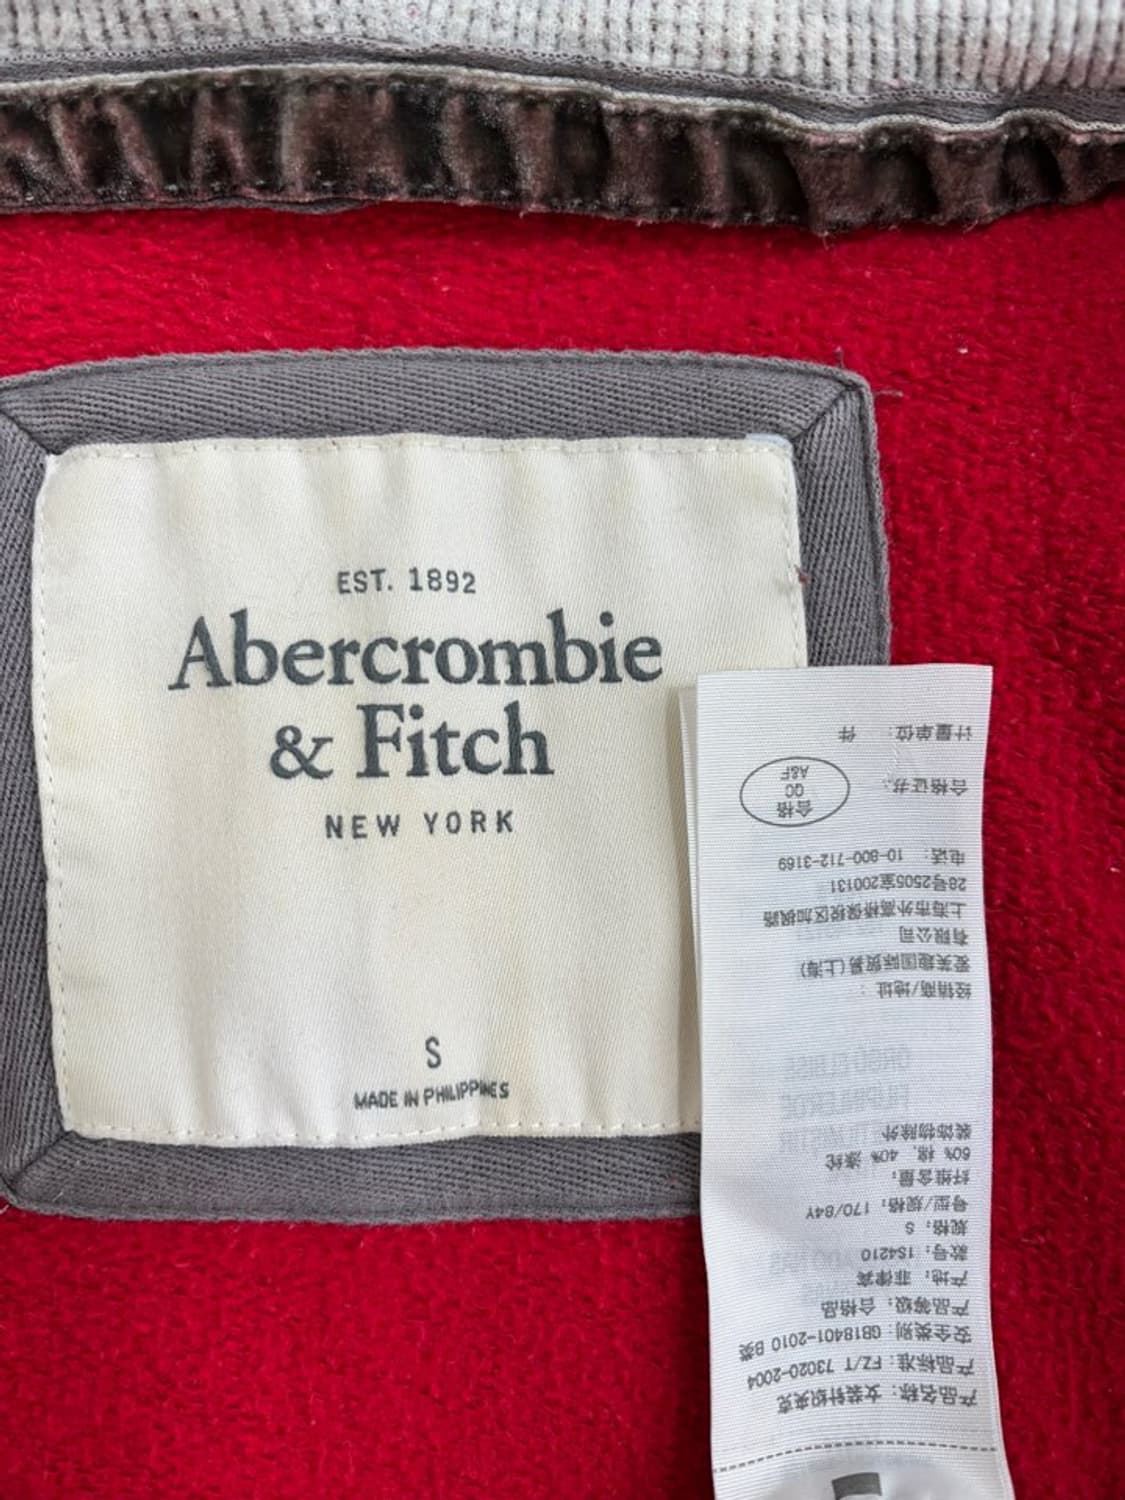 EST. 1892
Abercrombie
& Fitch
NEW YORK
S
MADE IN PHILIPPINES
产品名称: 女装针织夹克
产品标准: FZ/T 73020-2004
安全类别: GB18401-2010 B类
产品等级: 合格品
产地: 菲律宾
款号: 1S4210
规格: S
号型/规格: 170/84Y
纤维含量:
60% 棉, 40% 涤纶
装饰物除外
经销商/地址:
爱芙趣国际贸易(上海)
有限公司
上海市外高桥保税区加枫路
28号2505室200131
电话: 10-800-712-3169
合格证书:
合格
QC
A&F
计量单位: 件